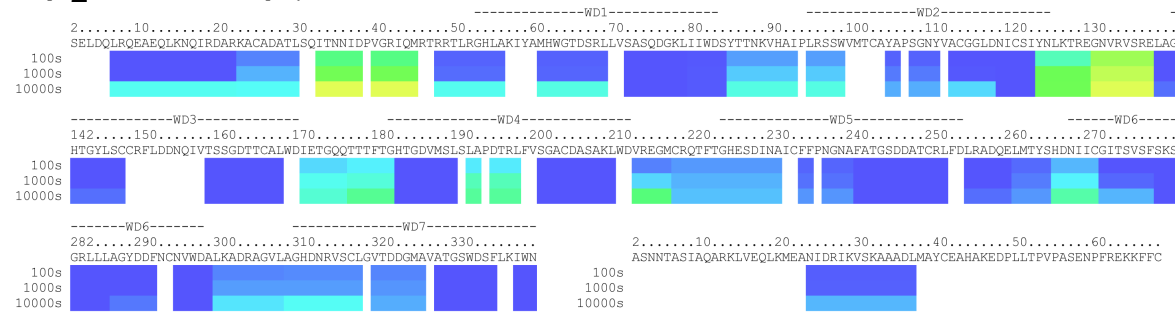 --------------WD1---------------        --------------WD2---------------
2.......10........20........30........40........50........60........70........80........90.......100.......110.......120.......130......
SELDQLRQEAEQLKNQIRDARKACADATLSQITNNIDPVGRIQMRTRRTLRGHLAKIYAMHWGTDSRLLVSASQDGKLIIWDSYTTNKVHAIPLRSSWVMTCAYAPSGNYVACGGLDNICSIYNLKTREGNVRVSRELAG
100s
1000s
10000s
-------------WD3-------------           --------------WD4--------------           --------------WD5---------------             ------WD6-----
142.....150.......160.......170.......180.......190.......200.......210.......220.......230.......240.......250.......260.......270.......
HTGYLSCCRFLDDNQIVTSSGDTTCALWDIETGQQTTTFTGHTGDVMSLSLAPDTRLFVSGACDASAKLWDVREGMCRQTFTGHESDINAICFFPNGNAFATGSDDATCRLFDLRADQELMTYSHDNIICGITSVSFSKS
100s
1000s
10000s
-------WD6-------           --------------WD7--------------
282.....290.......300.......310.......320.......330.........
GRLLLAGYDDFNCNVWDALKADRAGVLAGHDNRVSCLGVTDDGMAVATGSWDSFLKIWN
100s
1000s
10000s
2.......10........20........30........40........50........60.......
ASNNTASIAQARKLVEQLKMEANIDRIKVSKAAADLMAYCEAHAKEDPLLTPVPASENPFREKKFFC
100s
1000s
10000s